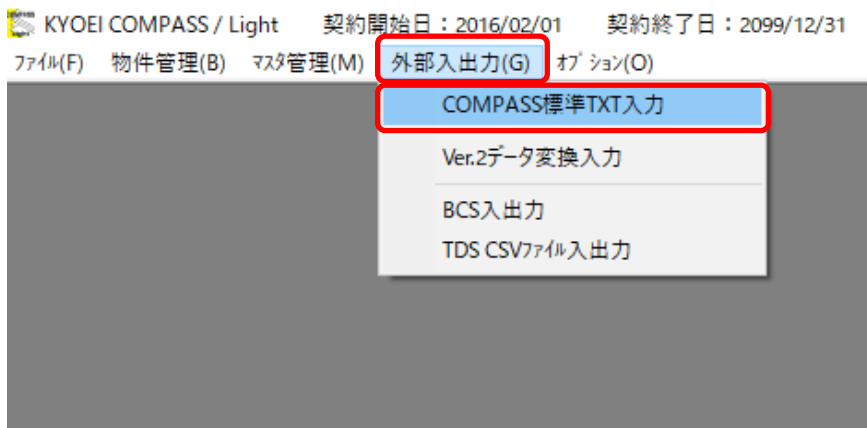 KYOEI COMPASS / Light 契約開始日：2016/02/01 契約終了日：2099/12/31
ﾌｧｲﾙ(F) 物件管理(B) ﾏｽﾀ管理(M) 外部入出力(G) ｵﾌﾟｼｮﾝ(O)
COMPASS標準TXT入力
Ver.2データ変換入力
BCS入出力
TDS CSVﾌｧｲﾙ入出力